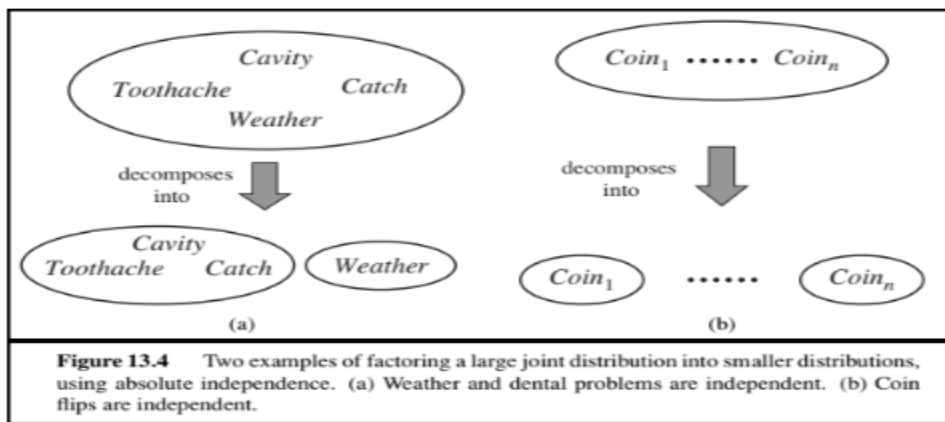 Cavity
Toothache Catch
Weather
decomposes
into
Cavity
Toothache Catch
Weather
(a)
Coin1 ...... Coinn
decomposes
into
Coin1 ...... Coinn
(b)
Figure 13.4 Two examples of factoring a large joint distribution into smaller distributions,
using absolute independence. (a) Weather and dental problems are independent. (b) Coin
flips are independent.